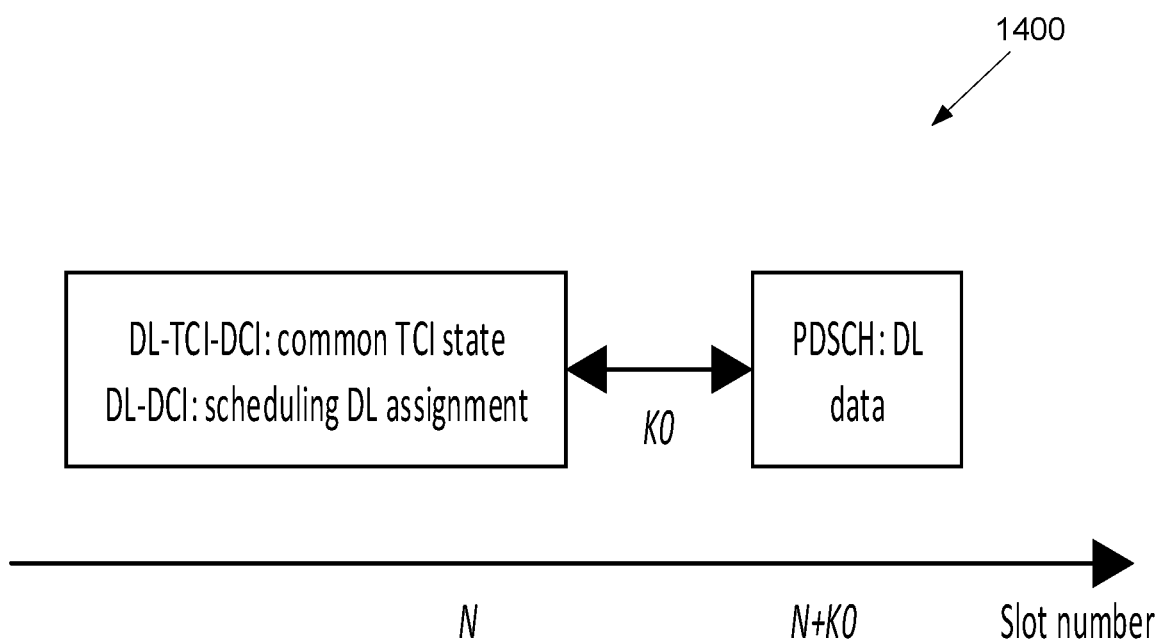 1400
DL-TCI-DCI: common TCI state
DL-DCI: scheduling DL assignment
K0
PDSCH: DL
data
N
N+K0
Slot number